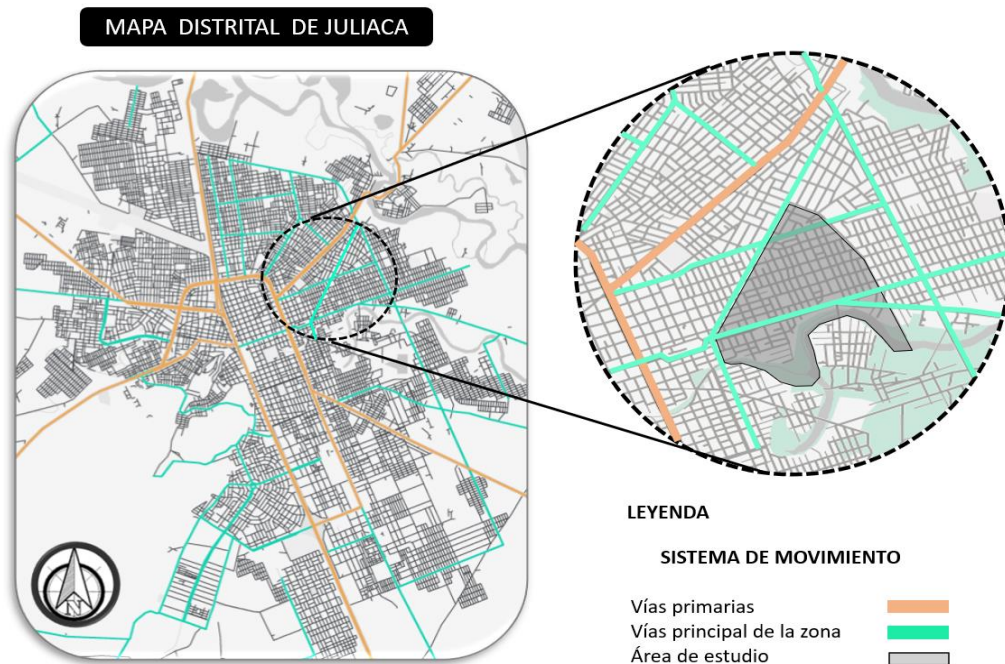 MAPA DISTRITAL DE JULIACA
N
LEYENDA
SISTEMA DE MOVIMIENTO
Vías primarias
Vías principal de la zona
Área de estudio